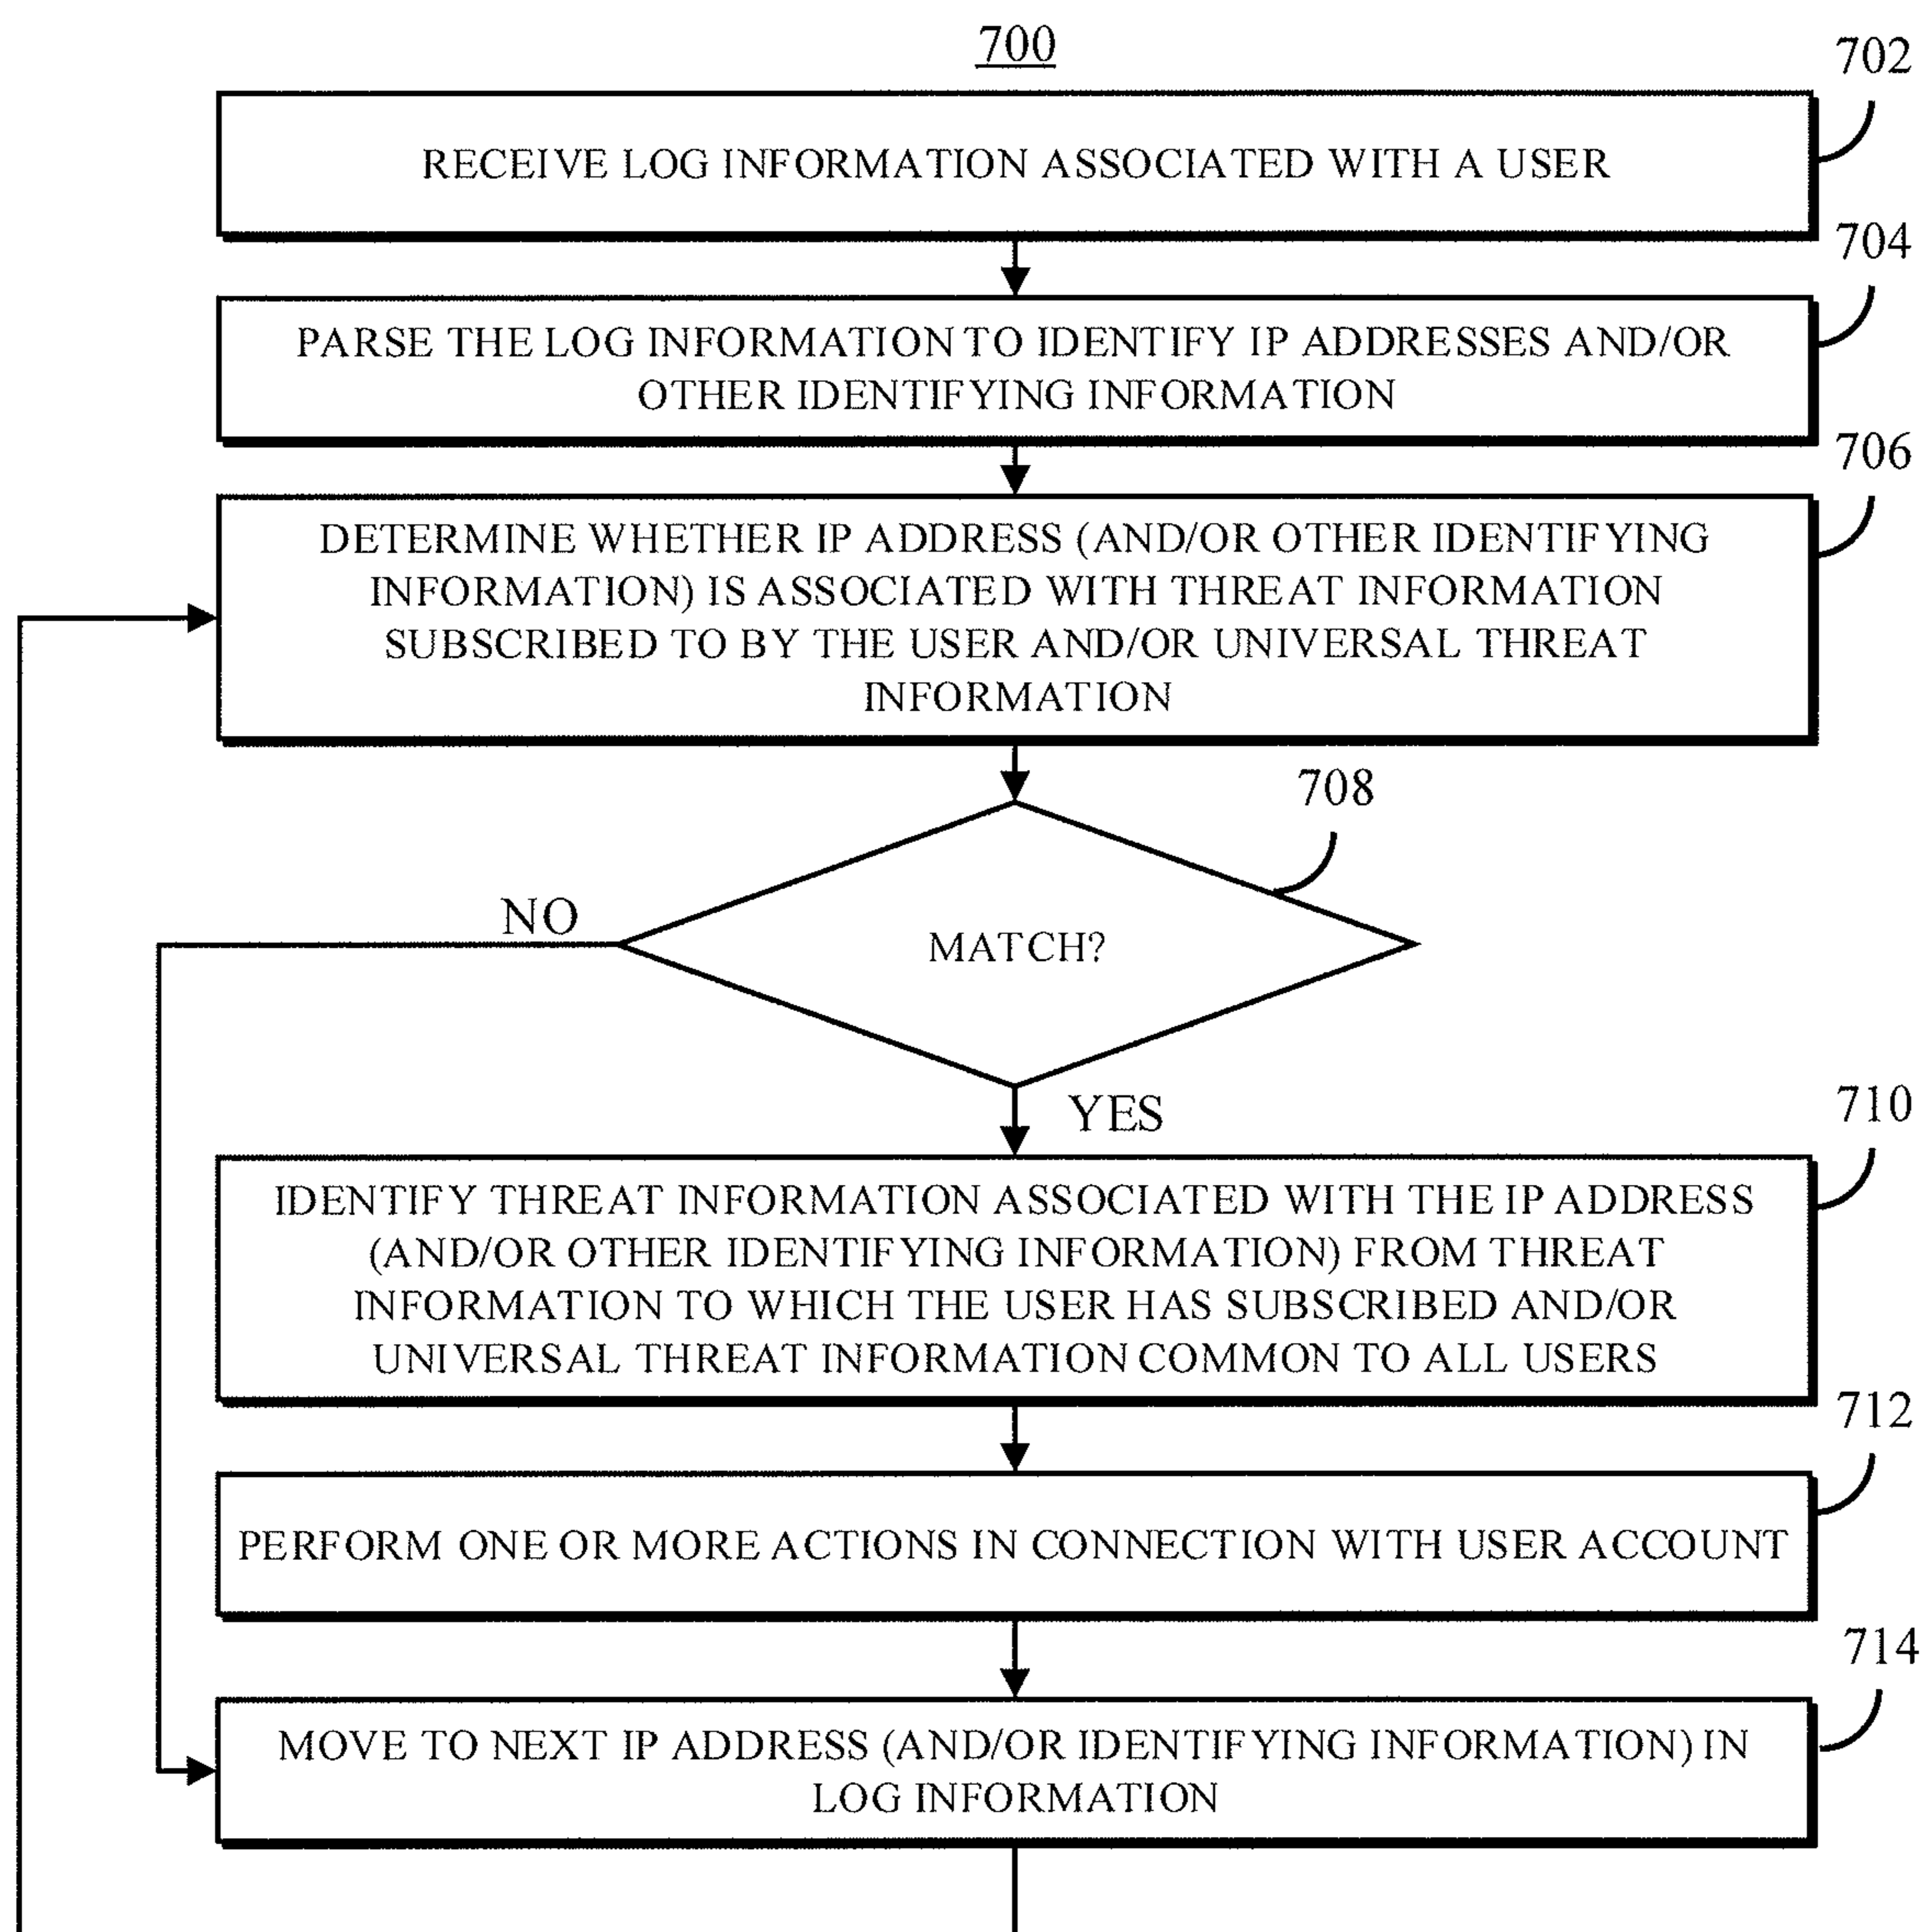 700
702
RECEIVE LOG INFORMATION ASSOCIATED WITH A USER
704
PARSE THE LOG INFORMATION TO IDENTIFY IP ADDRESSES AND/OR
OTHER IDENTIFYING INFORMATION
706
DETERMINE WHETHER IP ADDRESS (AND/OR OTHER IDENTIFYING
INFORMATION) IS ASSOCIATED WITH THREAT INFORMATION
SUBSCRIBED TO BY THE USER AND/OR UNIVERSAL THREAT
INFORMATION
708
NO
MATCH?
YES
710
IDENTIFY THREAT INFORMATION ASSOCIATED WITH THE IP ADDRESS
(AND/OR OTHER IDENTIFYING INFORMATION) FROM THREAT
INFORMATION TO WHICH THE USER HAS SUBSCRIBED AND/OR
UNIVERSAL THREAT INFORMATION COMMON TO ALL USERS
712
PERFORM ONE OR MORE ACTIONS IN CONNECTION WITH USER ACCOUNT
714
MOVE TO NEXT IP ADDRESS (AND/OR IDENTIFYING INFORMATION) IN
LOG INFORMATION